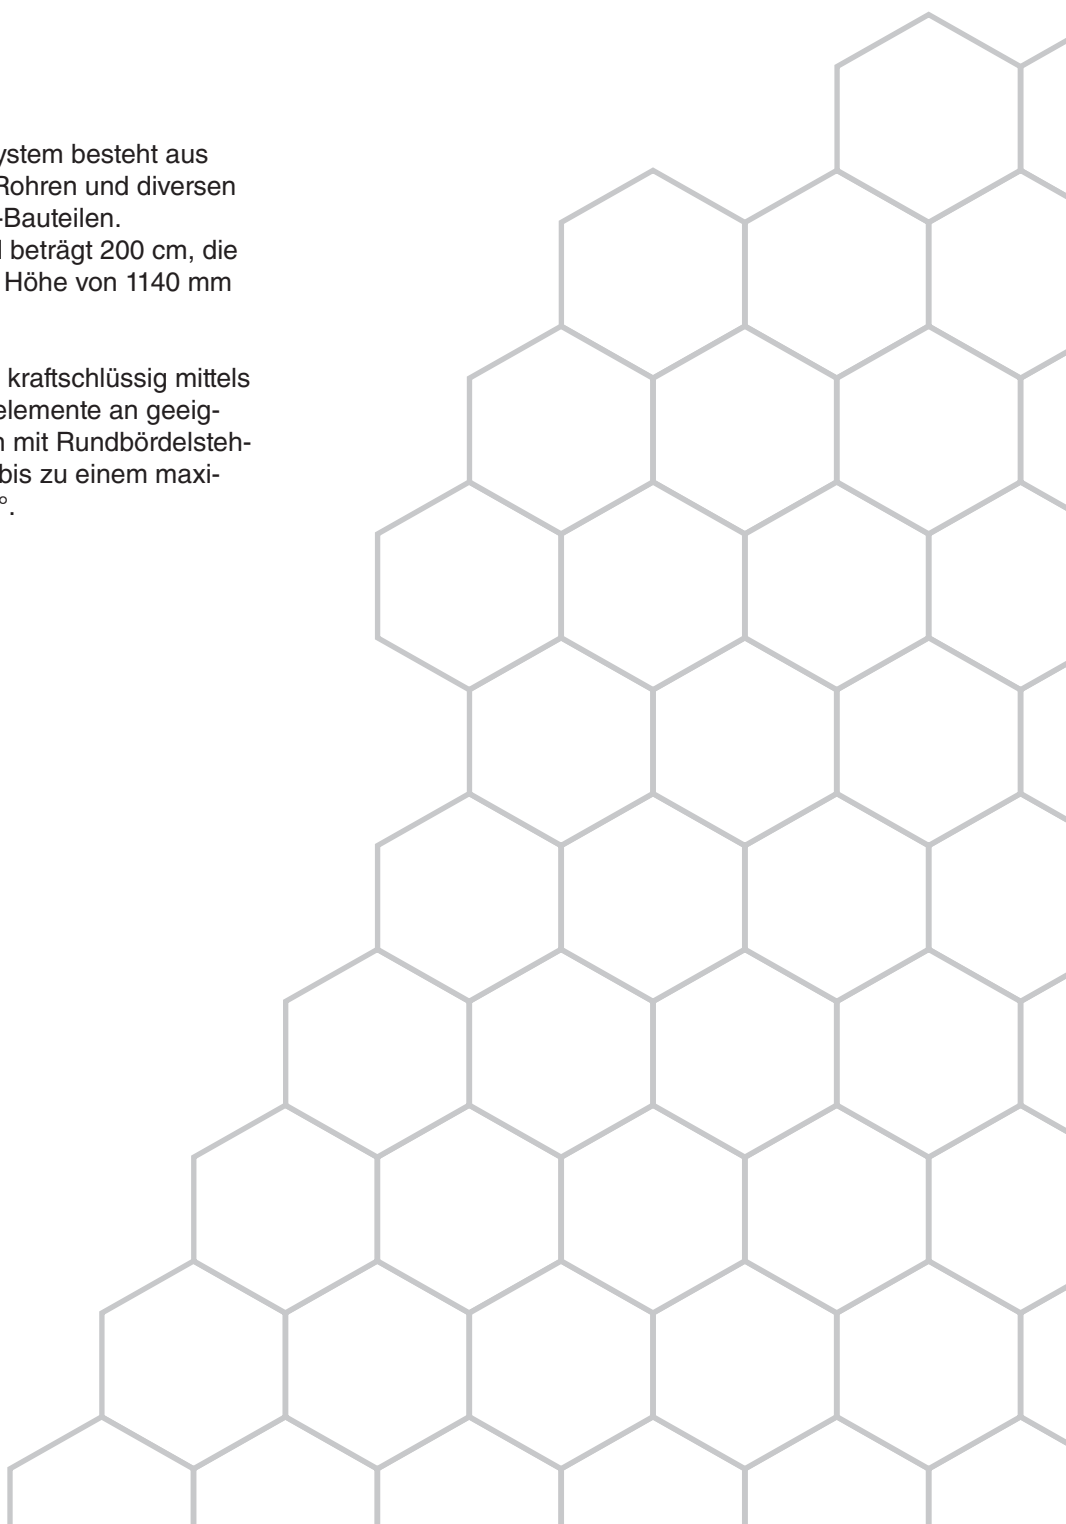 ystem besteht aus
Rohren und diversen
-Bauteilen.
beträgt 200 cm, die
Höhe von 1140 mm
kraftschlüssig mittels
elemente an geeig-
mit Rundbördelsteh-
bis zu einem maxi-
°.